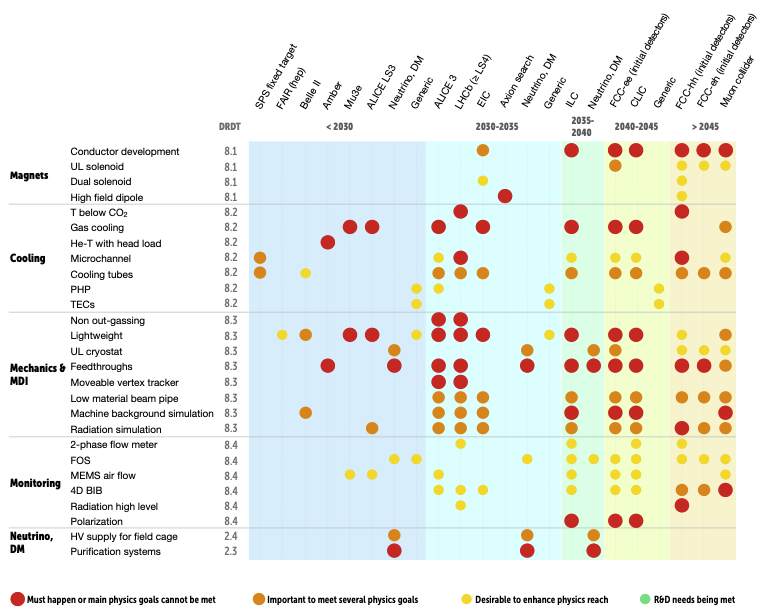 SPS fixed target
FAIR (hep)
Belle II
Amber
Mu3e
ALICE LS3
Neutrino, DM
Generic
ALICE 3
LHCb (≥ LS4)
EIC
Axion search
Neutrino, DM
Generic
ILC
Neutrino, DM
FCC-ee (initial detectors)
CLIC
Generic
FCC-hh (initial detectors)
FCC-eh (initial detectors)
Muon collider
DRDT
< 2030
2030-2035
2035-
2040
2040-2045
> 2045
Magnets
Conductor development 8.1
UL solenoid 8.1
Dual solenoid 8.1
High field dipole 8.1
Cooling
T below CO₂ 8.2
Gas cooling 8.2
He-T with head load 8.2
Microchannel 8.2
Cooling tubes 8.2
PHP 8.2
TECs 8.2
Mechanics &
MDI
Non out-gassing 8.3
Lightweight 8.3
UL cryostat 8.3
Feedthroughs 8.3
Moveable vertex tracker 8.3
Low material beam pipe 8.3
Machine background simulation 8.3
Radiation simulation 8.3
Monitoring
2-phase flow meter 8.4
FOS 8.4
MEMS air flow 8.4
4D BIB 8.4
Radiation high level 8.4
Polarization 8.4
Neutrino,
DM
HV supply for field cage 2.4
Purification systems 2.3
Must happen or main physics goals cannot be met
Important to meet several physics goals
Desirable to enhance physics reach
R&D needs being met